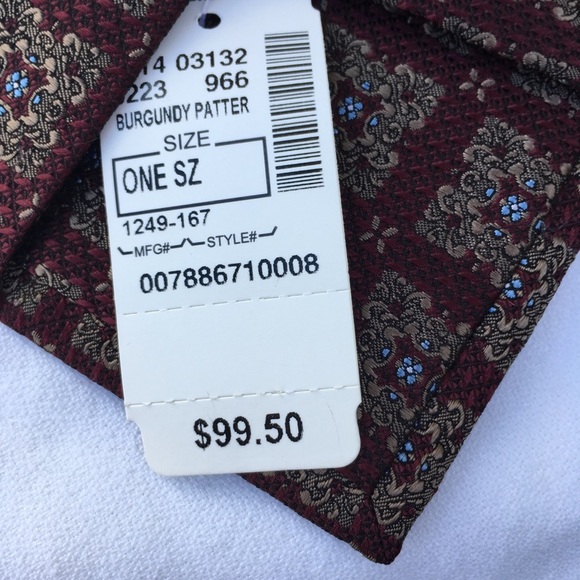 14 03132
223 966
BURGUNDY PATTER
SIZE
ONE SZ
1249-167
MFG# STYLE#
007886710008
$99.50